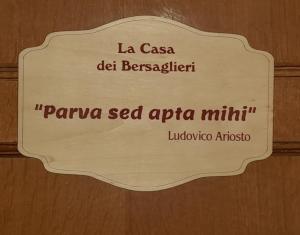 La Casa
dei Bersaglieri
"Parva sed apta mihi"
Ludovico Ariosto